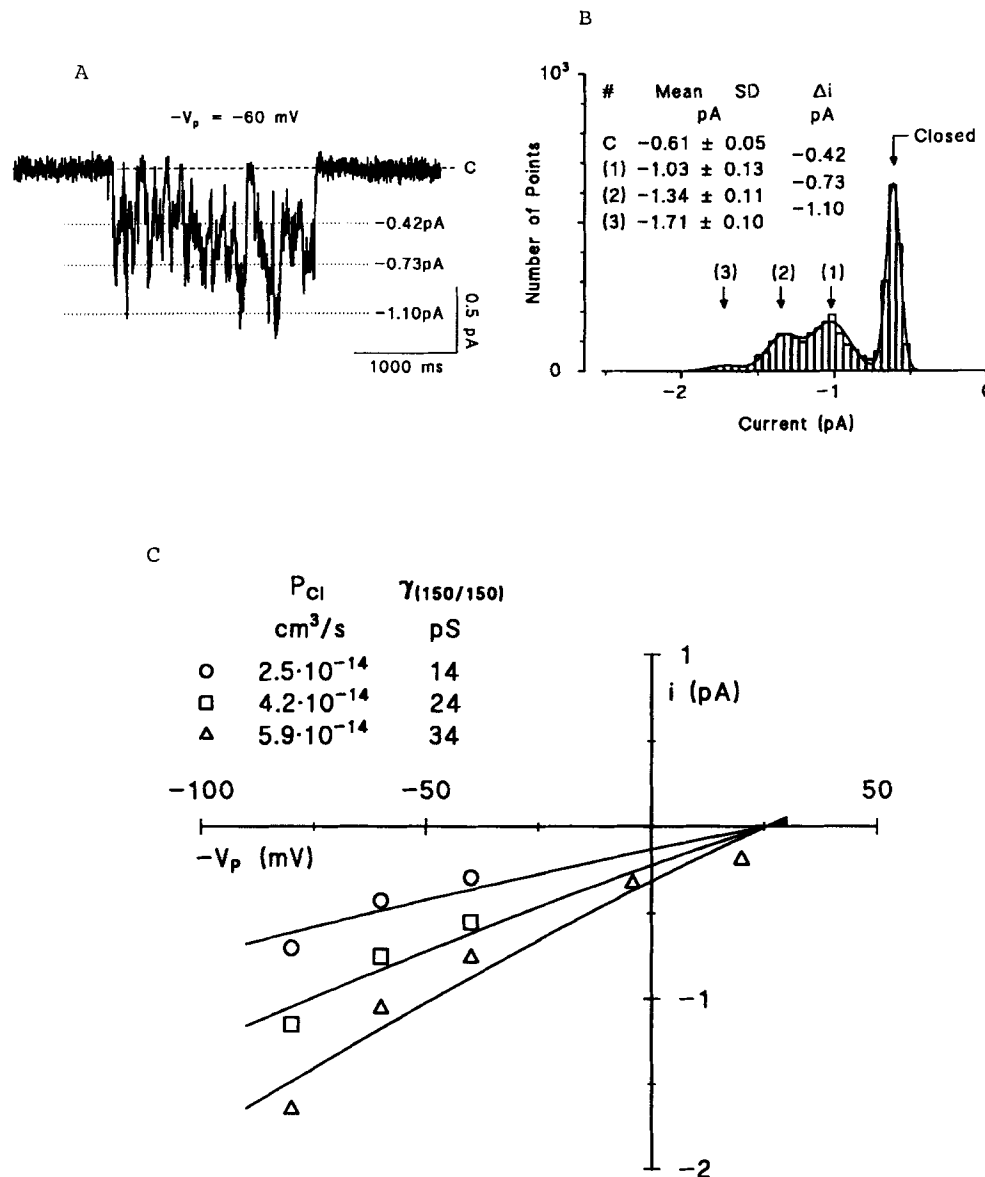 A
-Vp = -60 mV
C
-0.42pA
-0.73pA
-1.10pA
0.5 pA
1000 ms
B
10³
Number of Points
0
# Mean SD Δi
pA pA
C -0.61 ± 0.05
-0.42
(1) -1.03 ± 0.13
-0.73
(2) -1.34 ± 0.11
-1.10
(3) -1.71 ± 0.10
Closed
(3) (2) (1)
-2 -1 0
Current (pA)
C
PCl γ(150/150)
cm³/s pS
○ 2.5·10⁻¹⁴ 14
□ 4.2·10⁻¹⁴ 24
△ 5.9·10⁻¹⁴ 34
1
i (pA)
-100 -50 50
-Vp (mV)
-1
-2